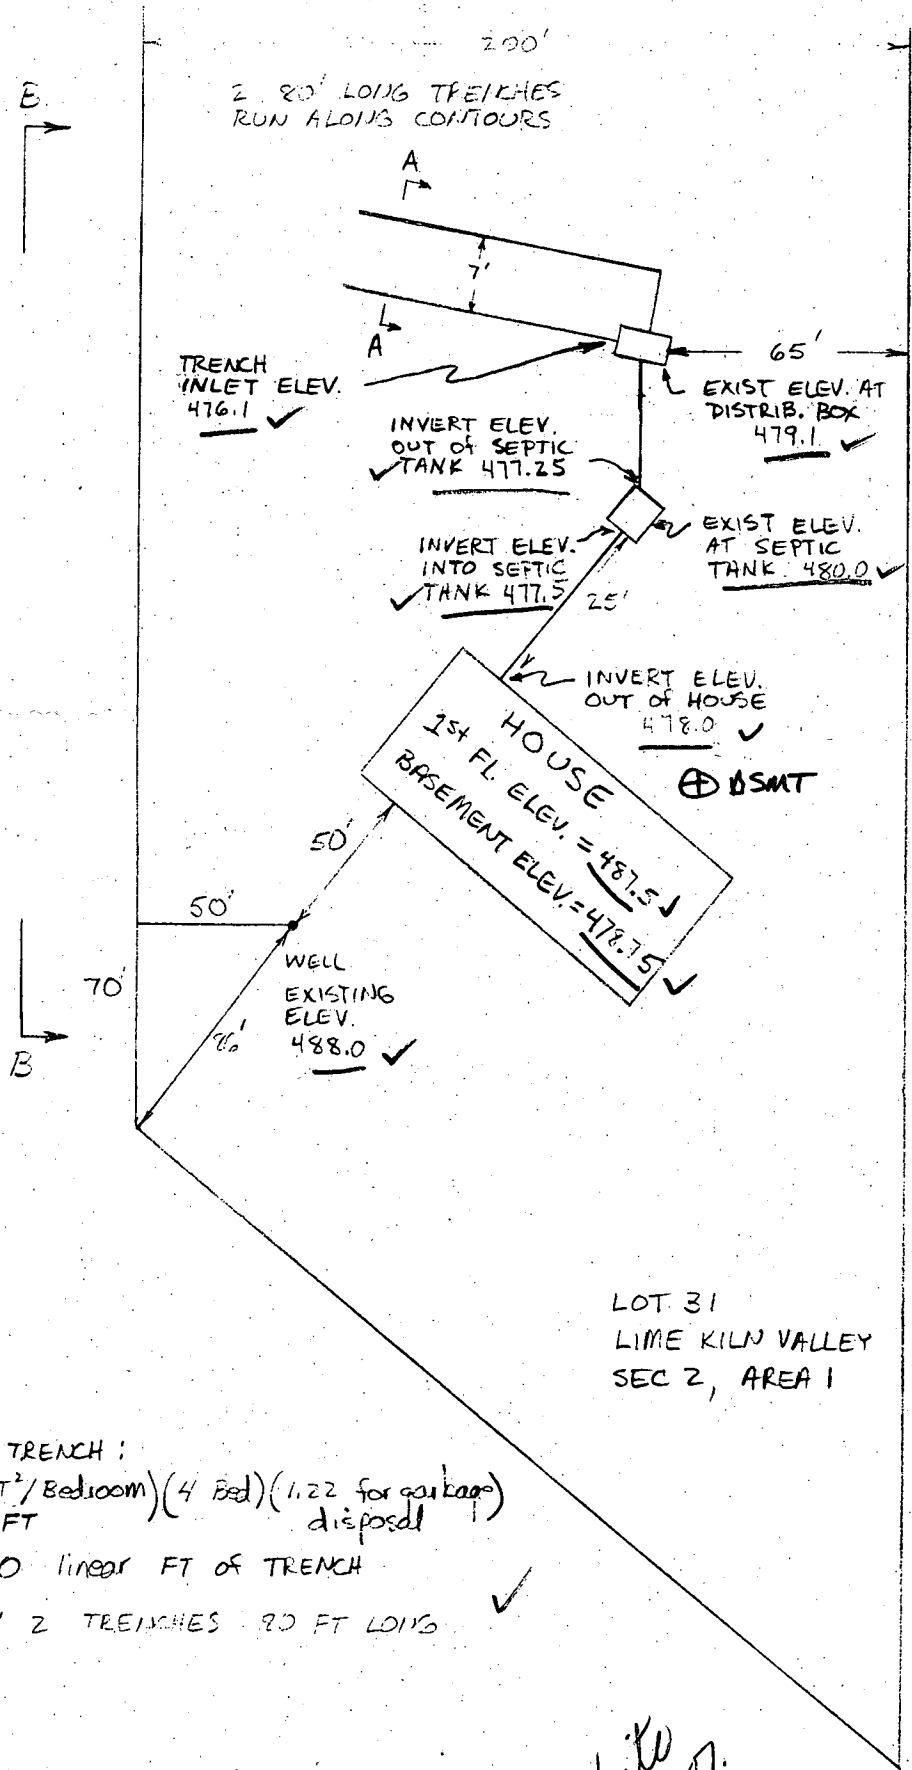 200'
B
2 80' LONG TRENCHES
RUN ALONG CONTOURS
A
7'
A
65'
TRENCH
INLET ELEV.
476.1 ✓
EXIST ELEV. AT
DISTRIB. BOX
479.1 ✓
INVERT ELEV.
OUT of SEPTIC
✓ TANK 477.25
EXIST ELEV.
AT SEPTIC
TANK 480.0 ✓
INVERT ELEV.
INTO SEPTIC
✓ TANK 477.5
25'
INVERT ELEV.
OUT of HOUSE
478.0 ✓
HOUSE
1st FL. ELEV. = 487.5 ✓
BASEMENT ELEV. = 478.75 ✓
50'
50'
WELL
EXISTING
ELEV.
488.0 ✓
70'
B
LOT 31
LIME KILN VALLEY
SEC 2, AREA 1
TRENCH :
T²/Bedroom)(4 Bed)(1.22 for garbage)
FT disposal
0 linear FT of TRENCH
2 TRENCHES 80 FT LONG ✓